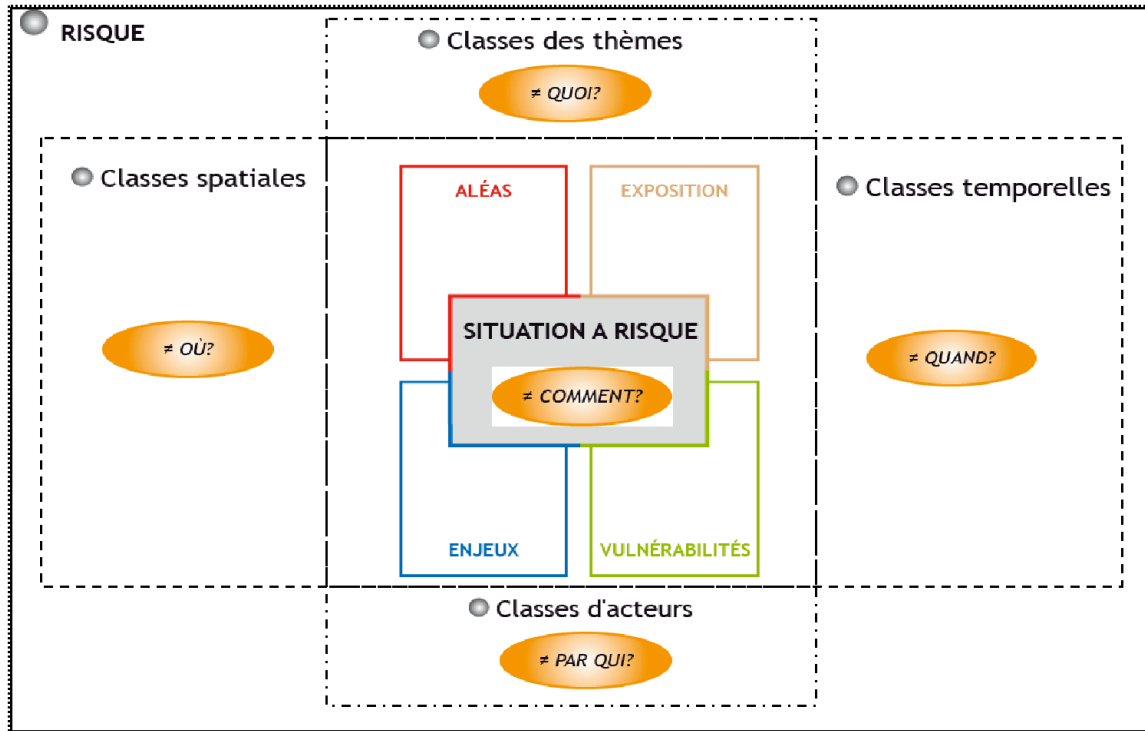 RISQUE
Classes des thèmes
≠ QUOI?
Classes spatiales
≠ OÙ?
ALÉAS
EXPOSITION
SITUATION A RISQUE
≠ COMMENT?
ENJEUX
VULNÉRABILITÉS
Classes temporelles
≠ QUAND?
Classes d'acteurs
≠ PAR QUI?